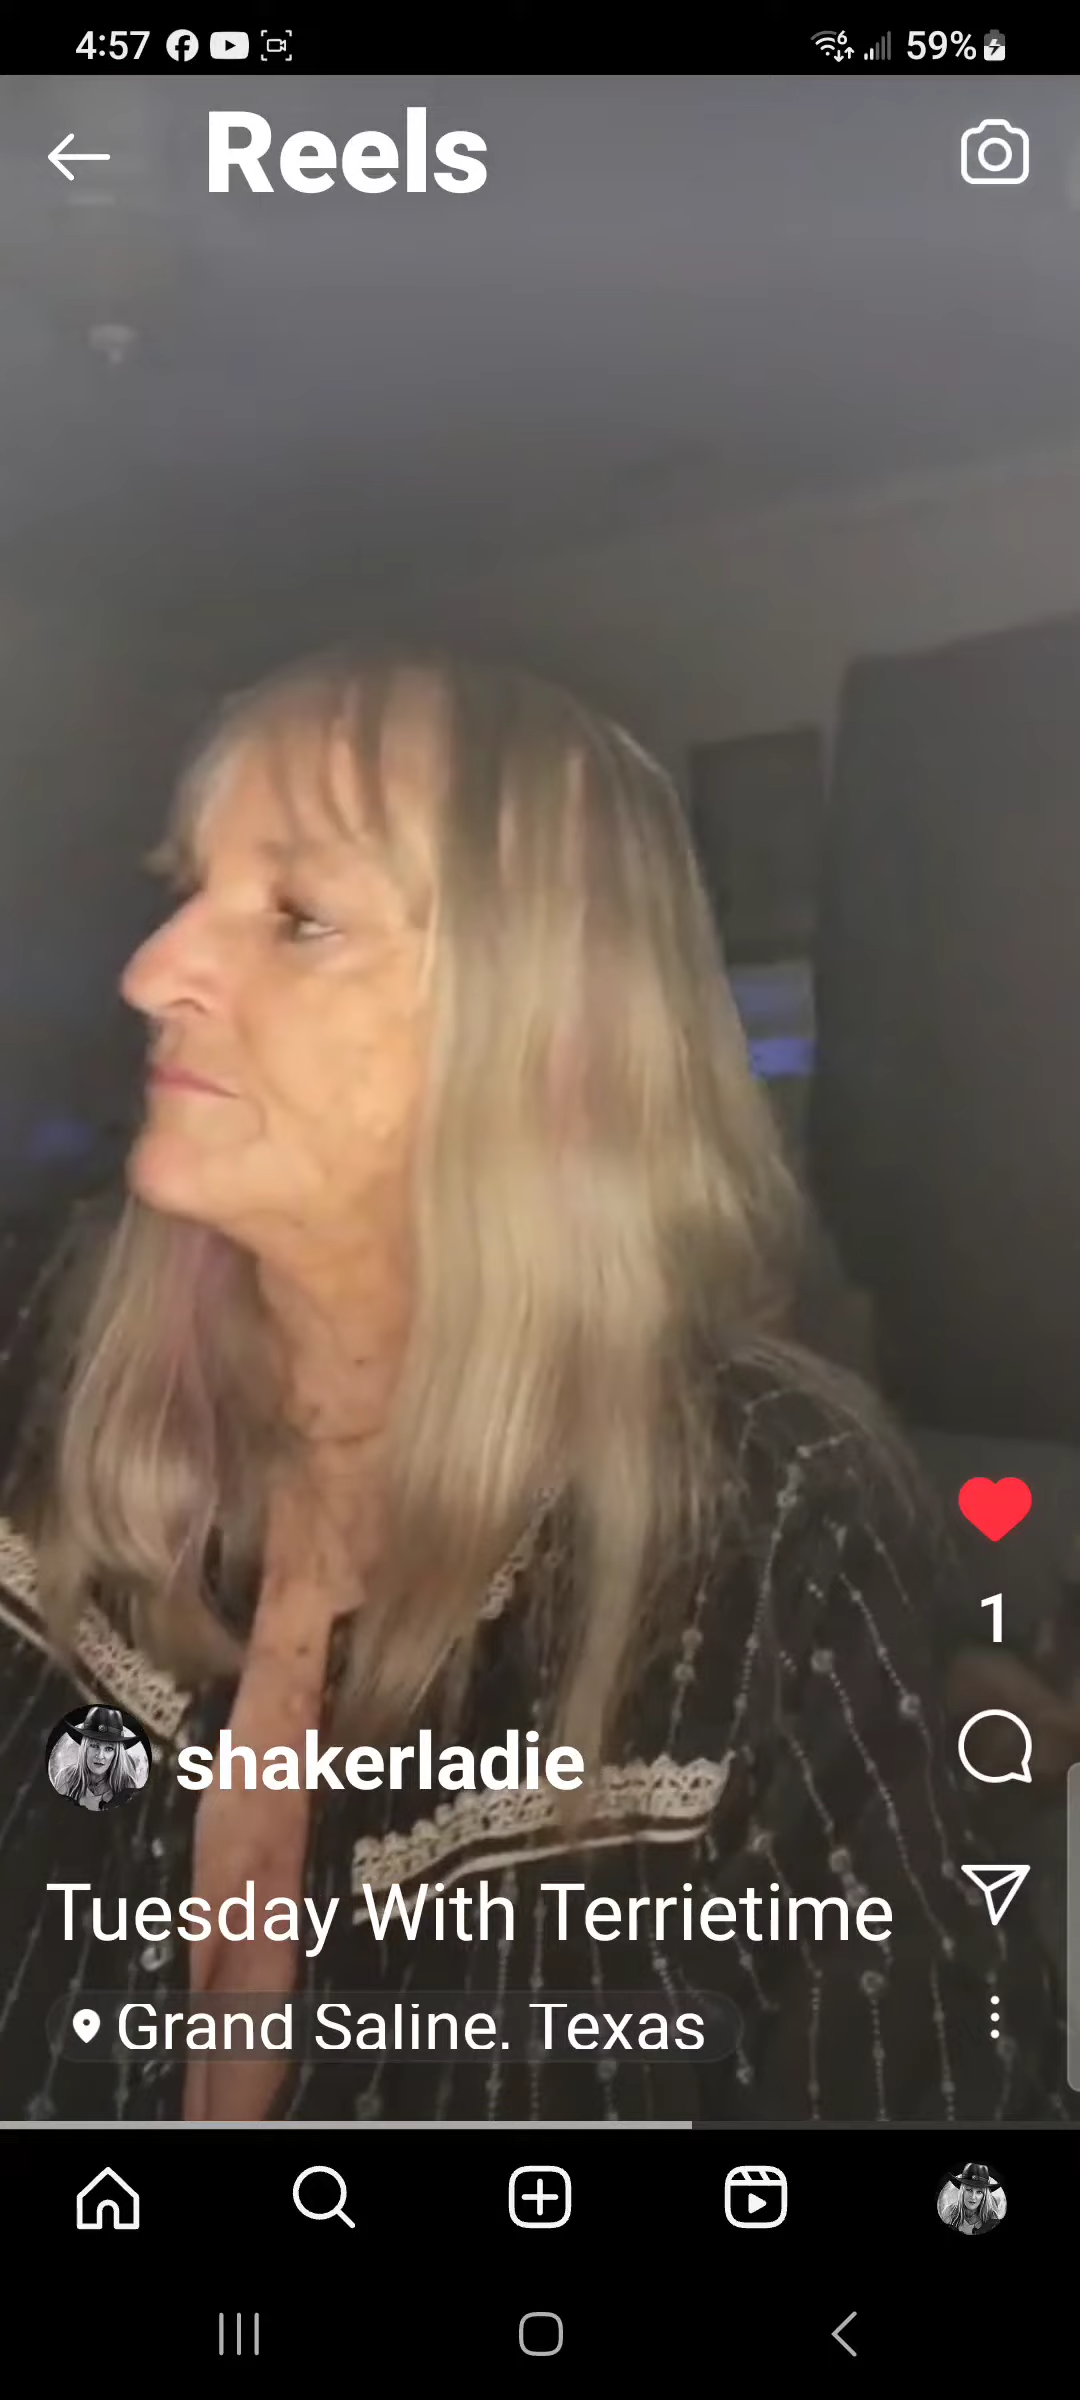 4:57
59%
Reels
1
shakerladie
Tuesday With Terrietime
Grand Saline, Texas